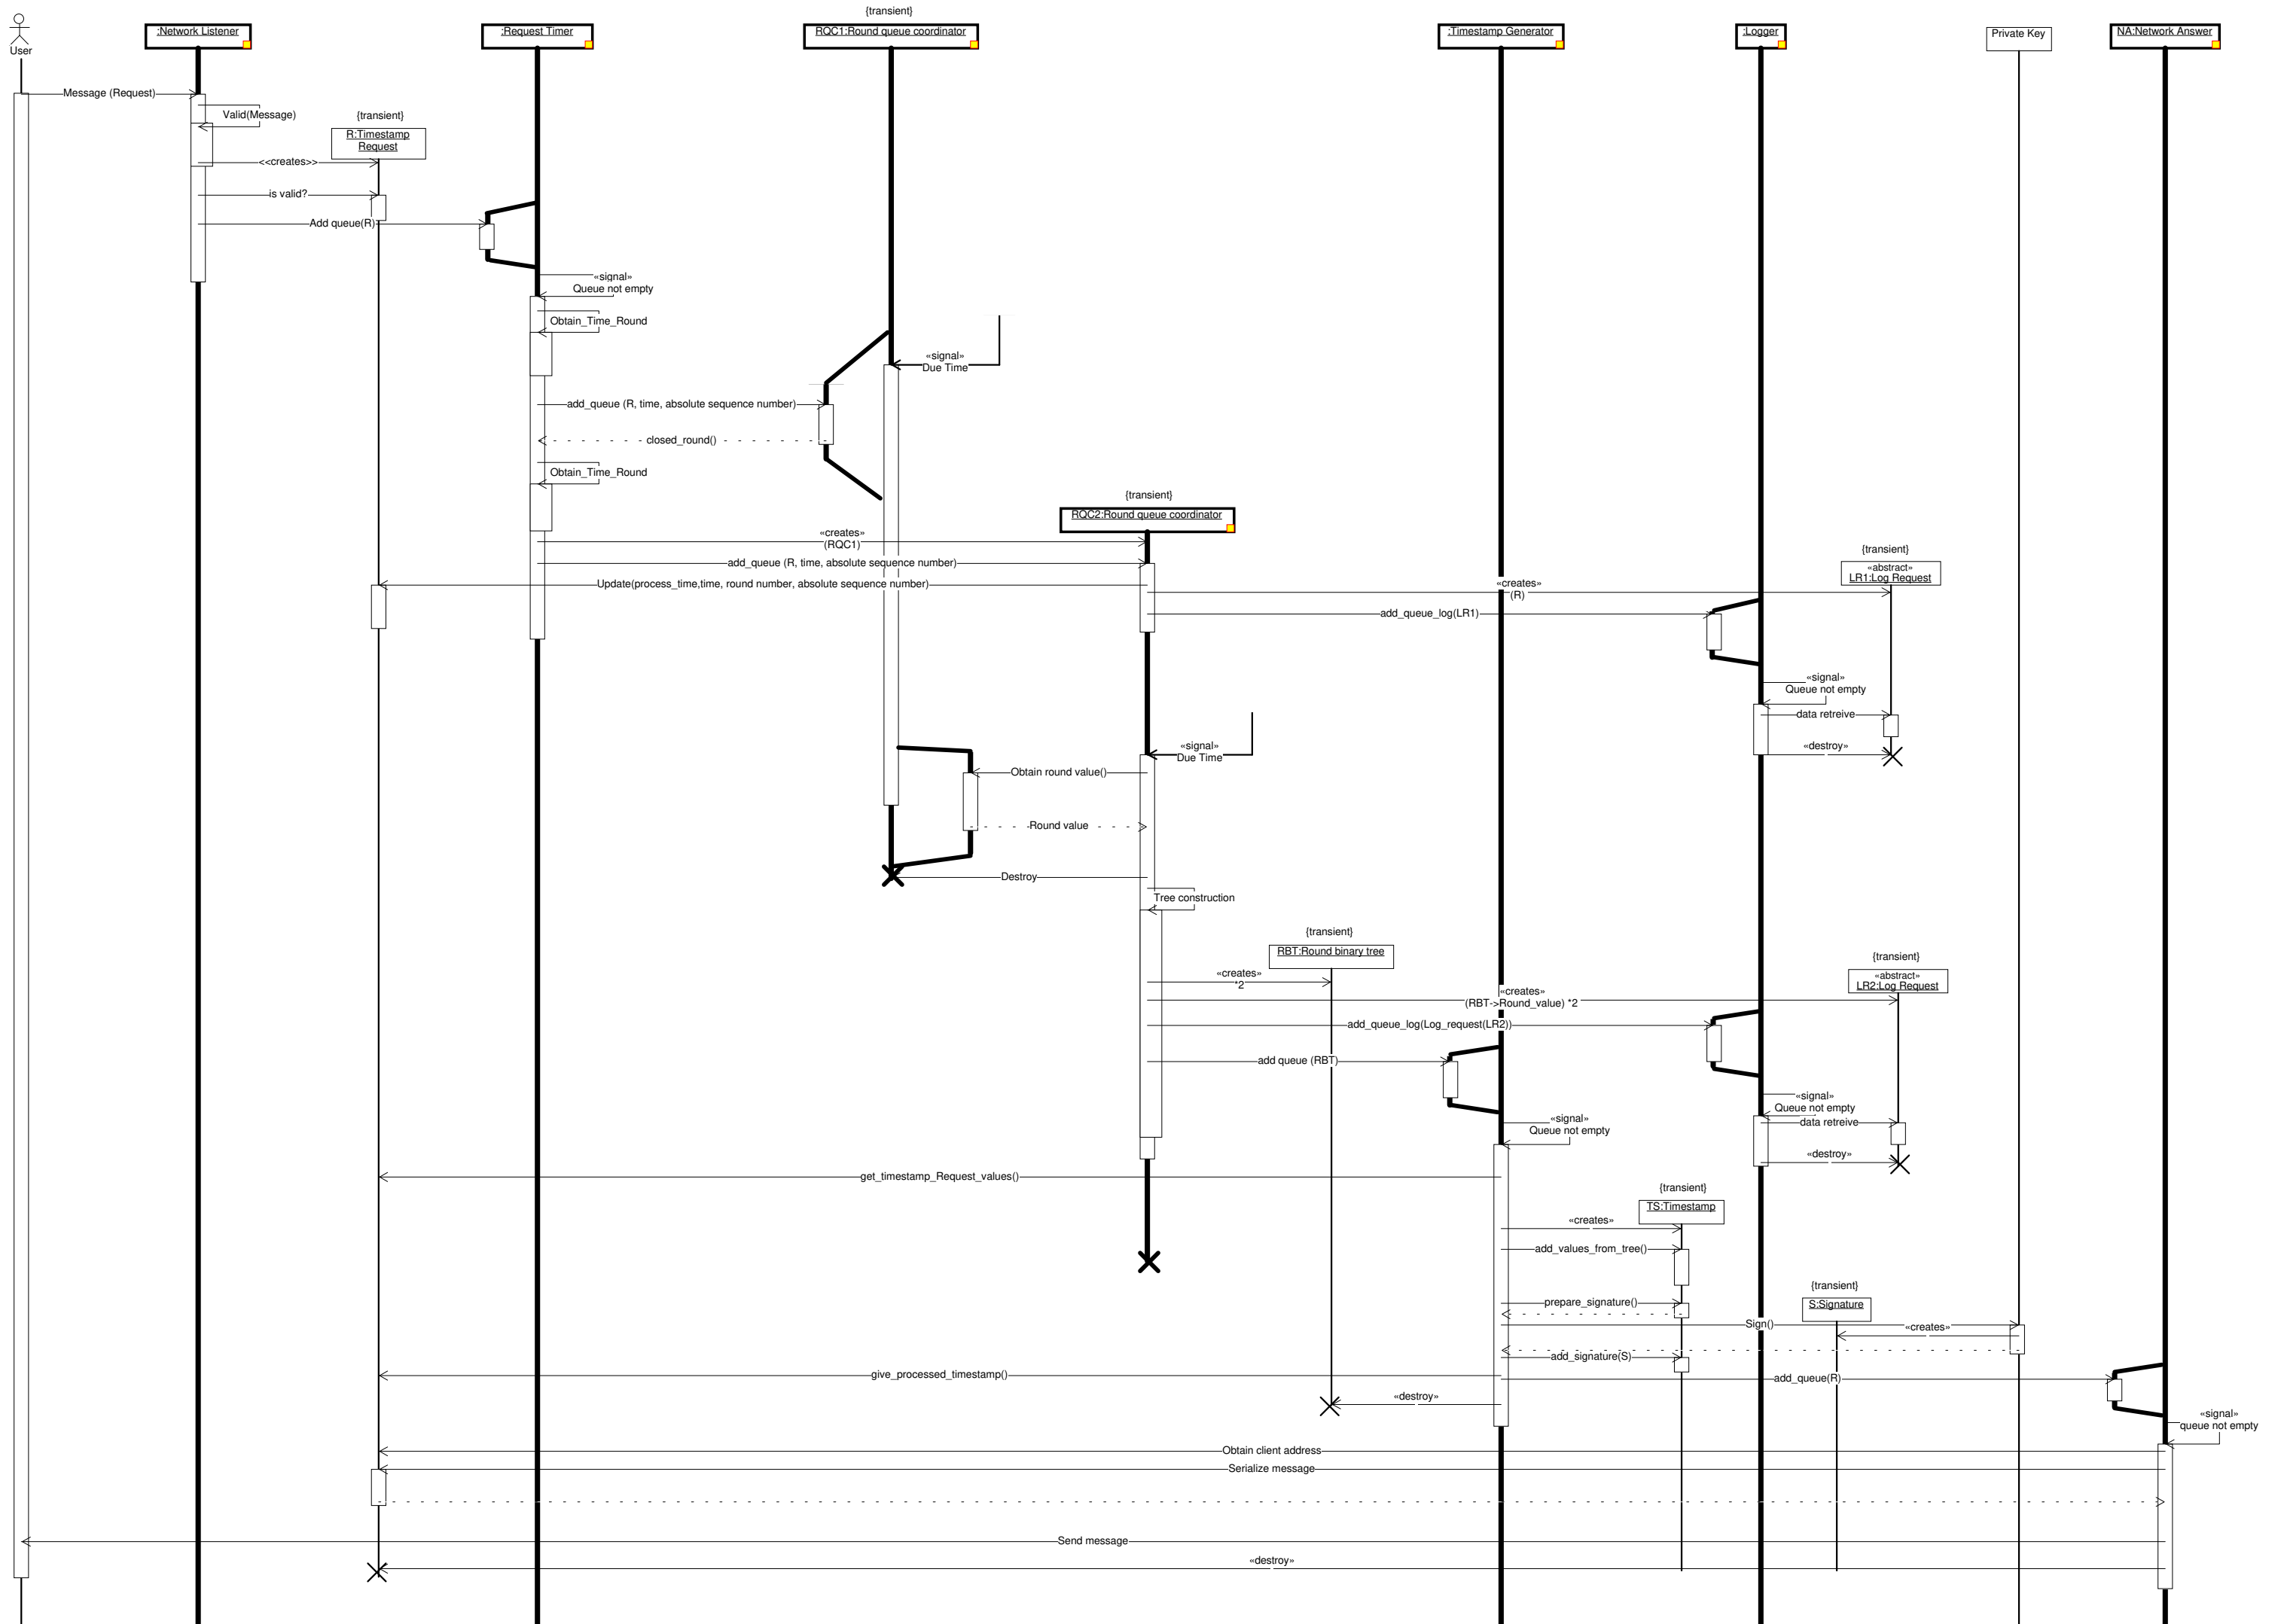 {transient}
User
:Network Listener
:Request Timer
RQC1:Round queue coordinator
:Timestamp Generator
:Logger
Private Key
NA:Network Answer
Message (Request)
Valid(Message)
{transient}
R:Timestamp
Request
<<creates>>
is valid?
Add queue(R)
«signal»
Queue not empty
Obtain_Time_Round
«signal»
Due Time
add_queue (R, time, absolute sequence number)
closed_round()
Obtain_Time_Round
{transient}
RQC2:Round queue coordinator
«creates»
(RQC1)
{transient}
«abstract»
LR1:Log Request
add_queue (R, time, absolute sequence number)
Update(process_time,time, round number, absolute sequence number)
«creates»
(R)
add_queue_log(LR1)
«signal»
Queue not empty
data retreive
«destroy»
«signal»
Due Time
Obtain round value()
Round value
Destroy
Tree construction
{transient}
RBT:Round binary tree
{transient}
«abstract»
LR2:Log Request
«creates»
*2
«creates»
(RBT->Round_value) *2
add_queue_log(Log_request(LR2))
add queue (RBT)
«signal»
Queue not empty
«signal»
Queue not empty
data retreive
«destroy»
get_timestamp_Request_values()
{transient}
TS:Timestamp
«creates»
add_values_from_tree()
{transient}
S:Signature
prepare_signature()
Sign()
«creates»
add_signature(S)
give_processed_timestamp()
add_queue(R)
«destroy»
«signal»
queue not empty
Obtain client address
Serialize message
Send message
«destroy»